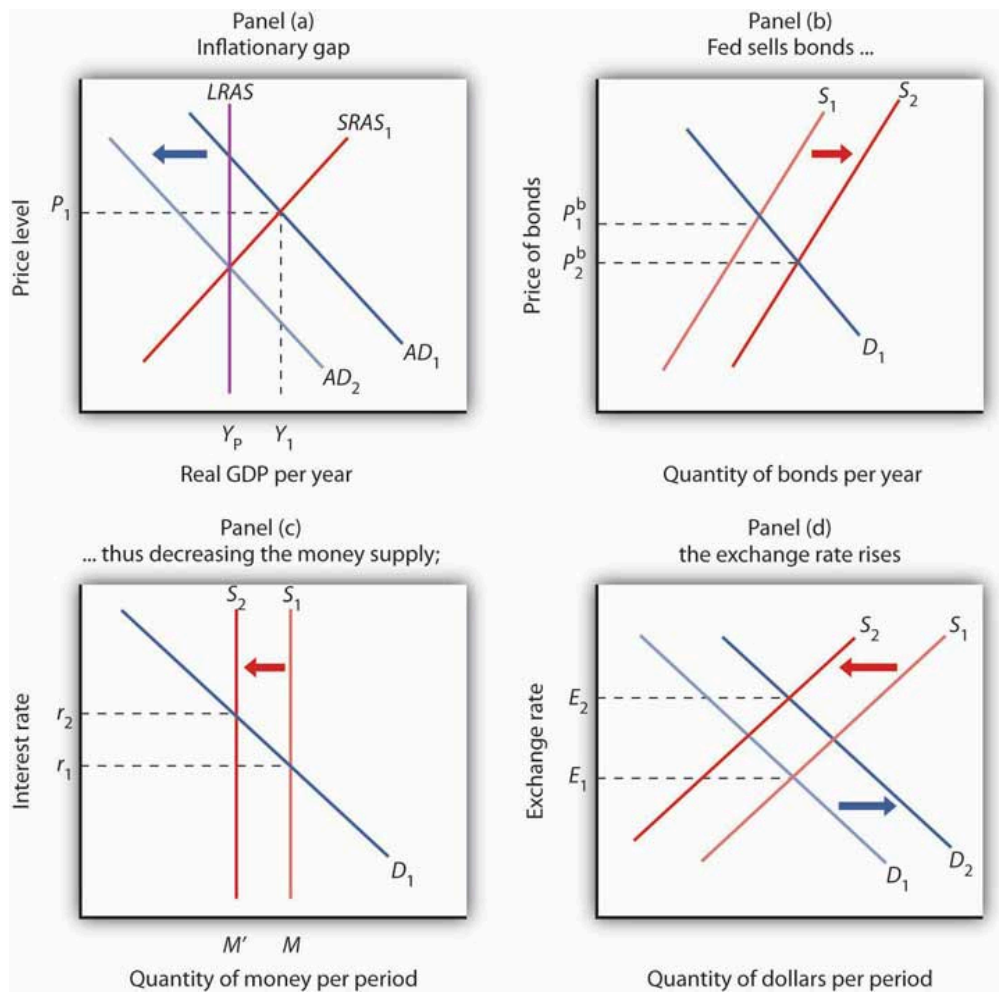 Panel (a)
Inflationary gap
LRAS
SRAS₁
P₁
Price level
AD₁
AD₂
Y_P
Y₁
Real GDP per year
Panel (b)
Fed sells bonds ...
S₁
S₂
P₁ᵇ
P₂ᵇ
Price of bonds
D₁
Quantity of bonds per year
Panel (c)
... thus decreasing the money supply;
S₂
S₁
r₂
r₁
Interest rate
D₁
M′
M
Quantity of money per period
Panel (d)
the exchange rate rises
S₂
S₁
E₂
E₁
Exchange rate
D₁
D₂
Quantity of dollars per period